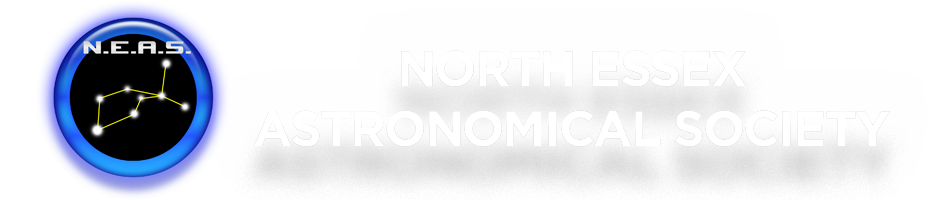 N.E.A.S.
NORTH ESSEX
ASTRONOMICAL SOCIETY